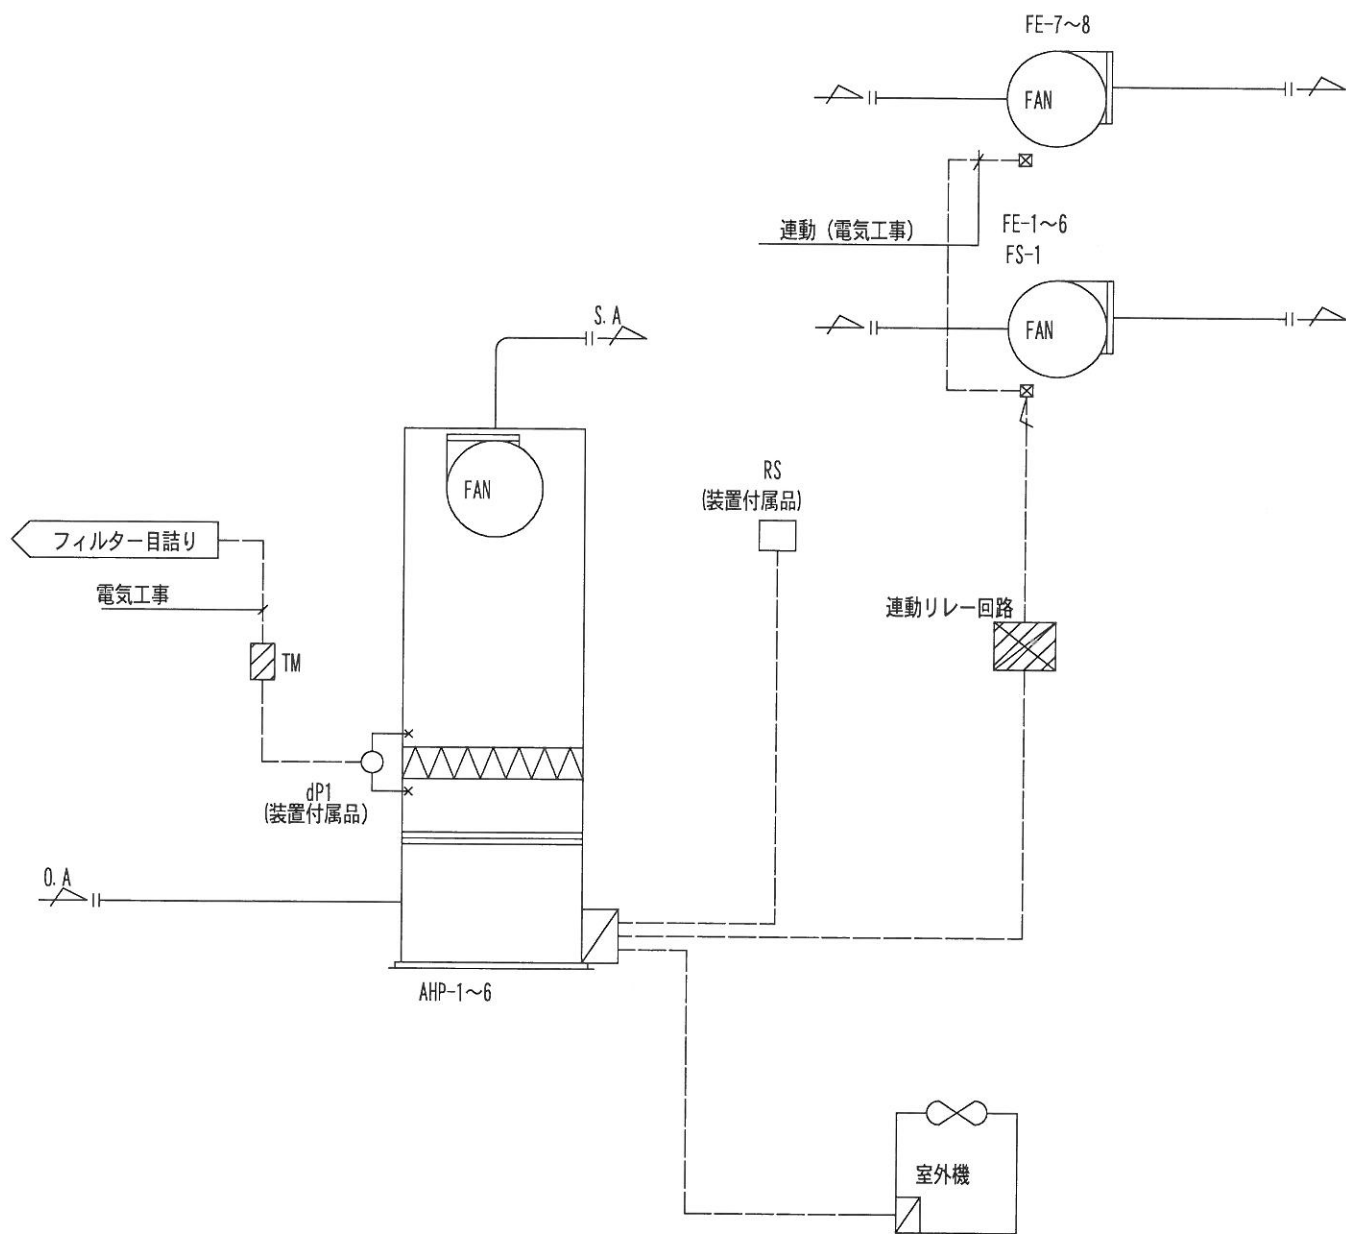 FE-7〜8
FAN
連動 (電気工事)
FE-1〜6
FS-1
FAN
S. A
FAN
RS
(装置付属品)
フィルター目詰り
電気工事
TM
連動リレー回路
dP1
(装置付属品)
O. A
AHP-1〜6
室外機